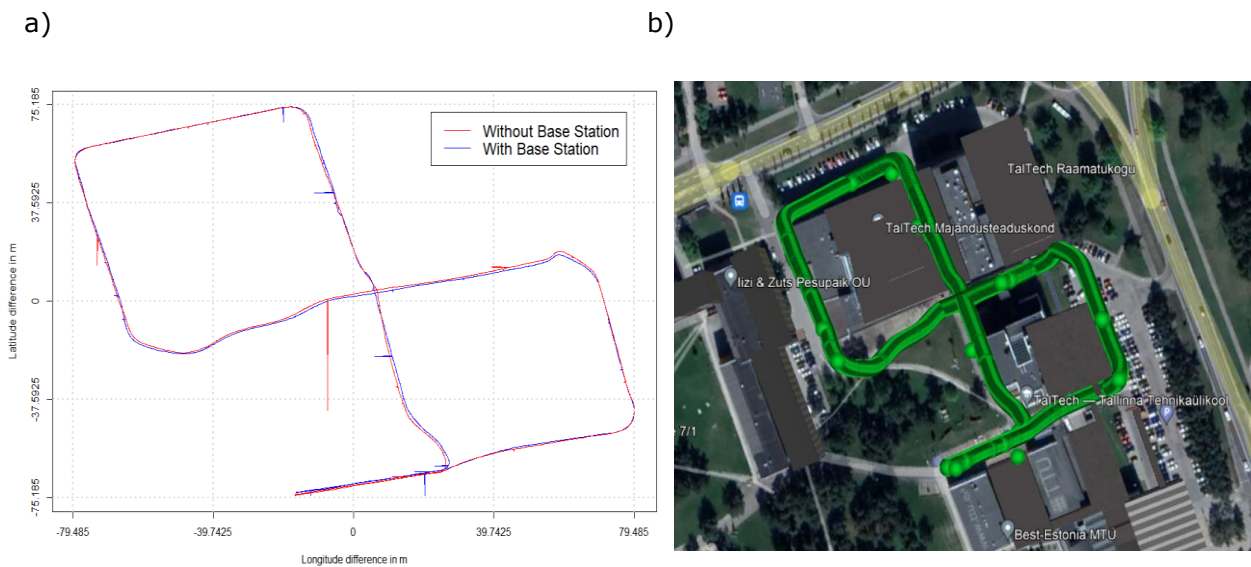 a)
b)
75.185
37.5925
0
-37.5925
-75.185
Latitude difference in m
Without Base Station
With Base Station
-79.485
-39.7425
0
39.7425
79.485
Longitude difference in m
TalTech Raamatukogu
TalTech Majandusteaduskond
Iizi & Zuts Pesupaik OÜ
TalTech — Tallinna Tehnikaülikool
e 7/1
P
Best-Estonia MTÜ